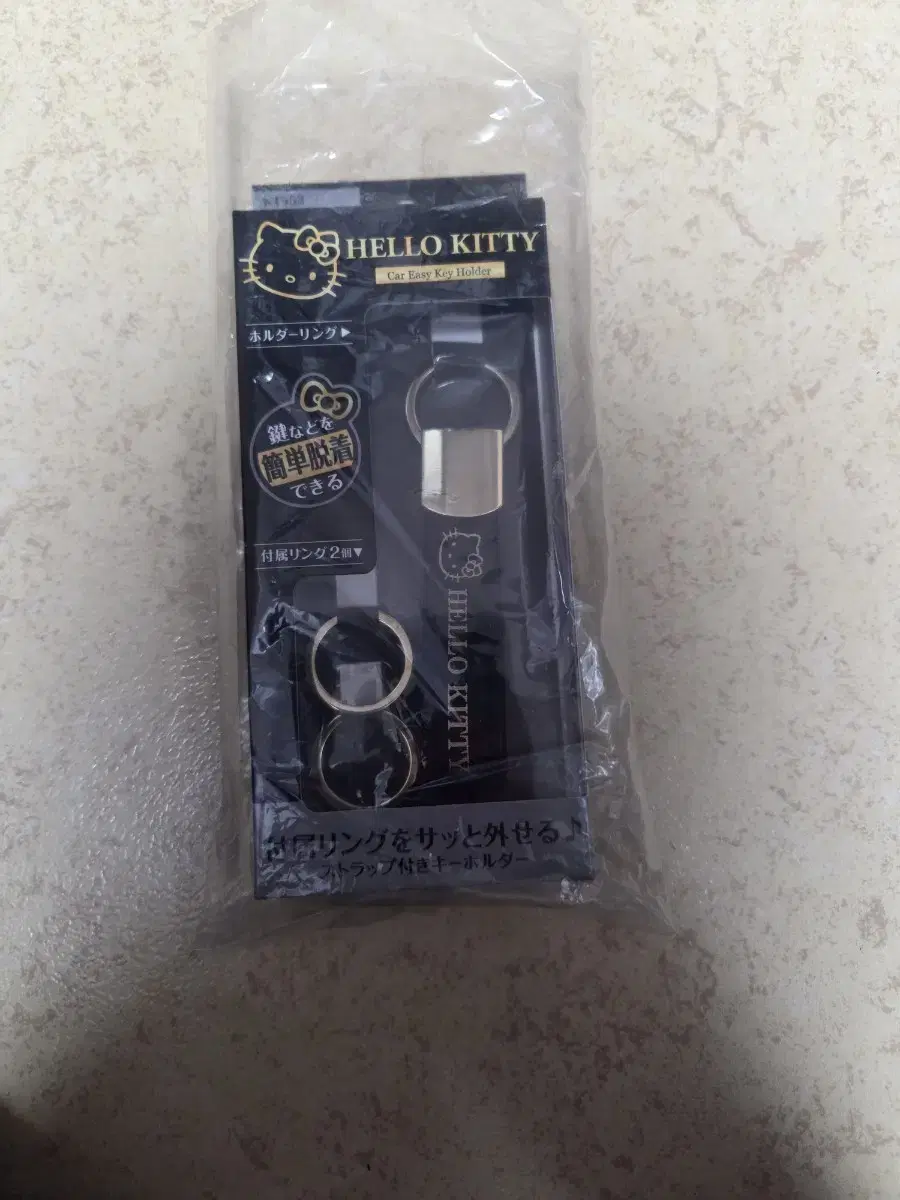 HELLO KITTY
Car Easy Key Holder
ホルダーリング▶
鍵などを
簡単脱着
できる
付属リング2個▼
HELLO KITTY
付属リングをサッと外せる♪
ストラップ付きキーホルダー